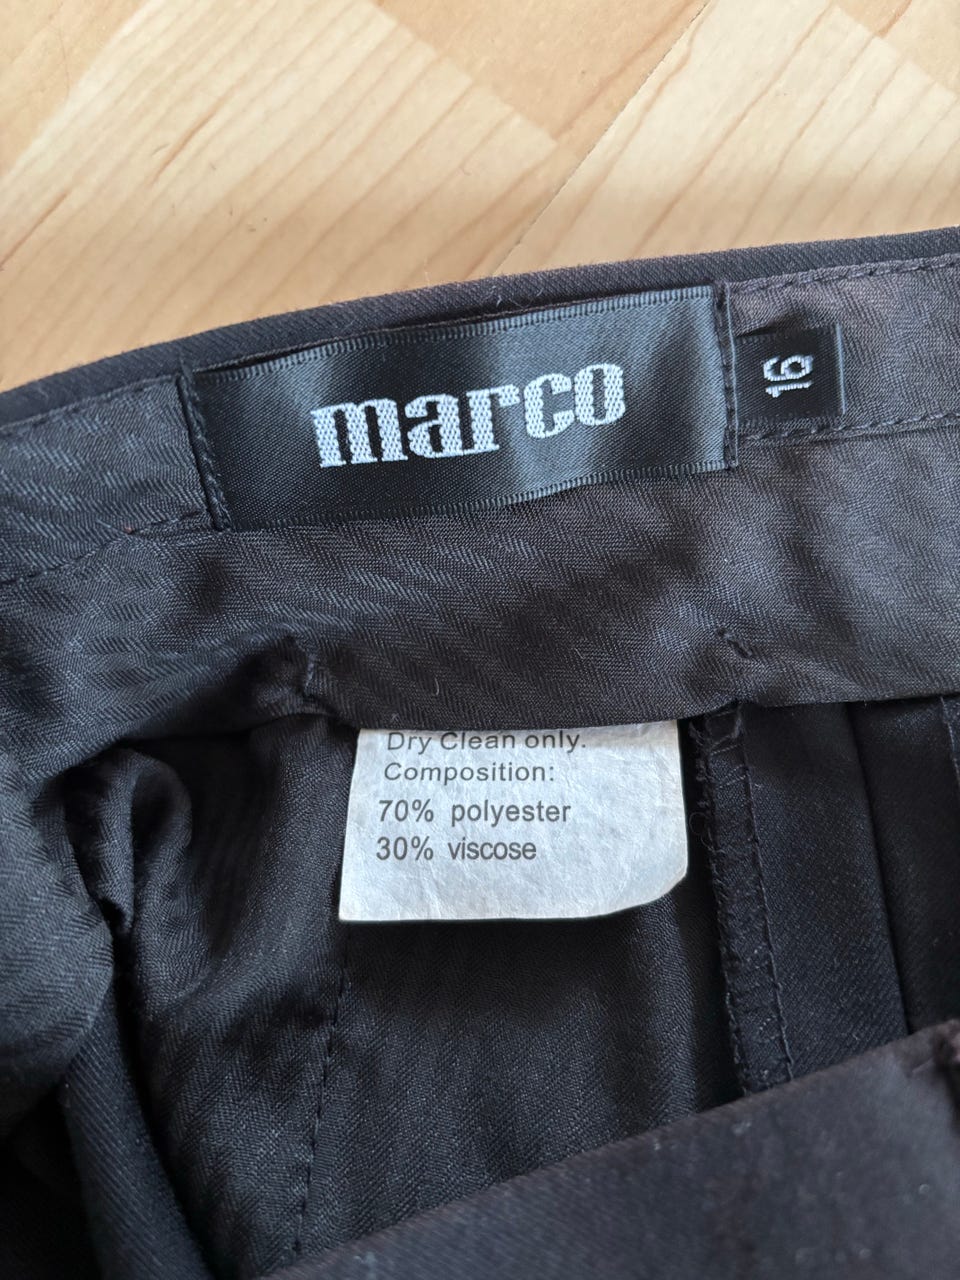 marco
16
Dry Clean only.
Composition:
70% polyester
30% viscose